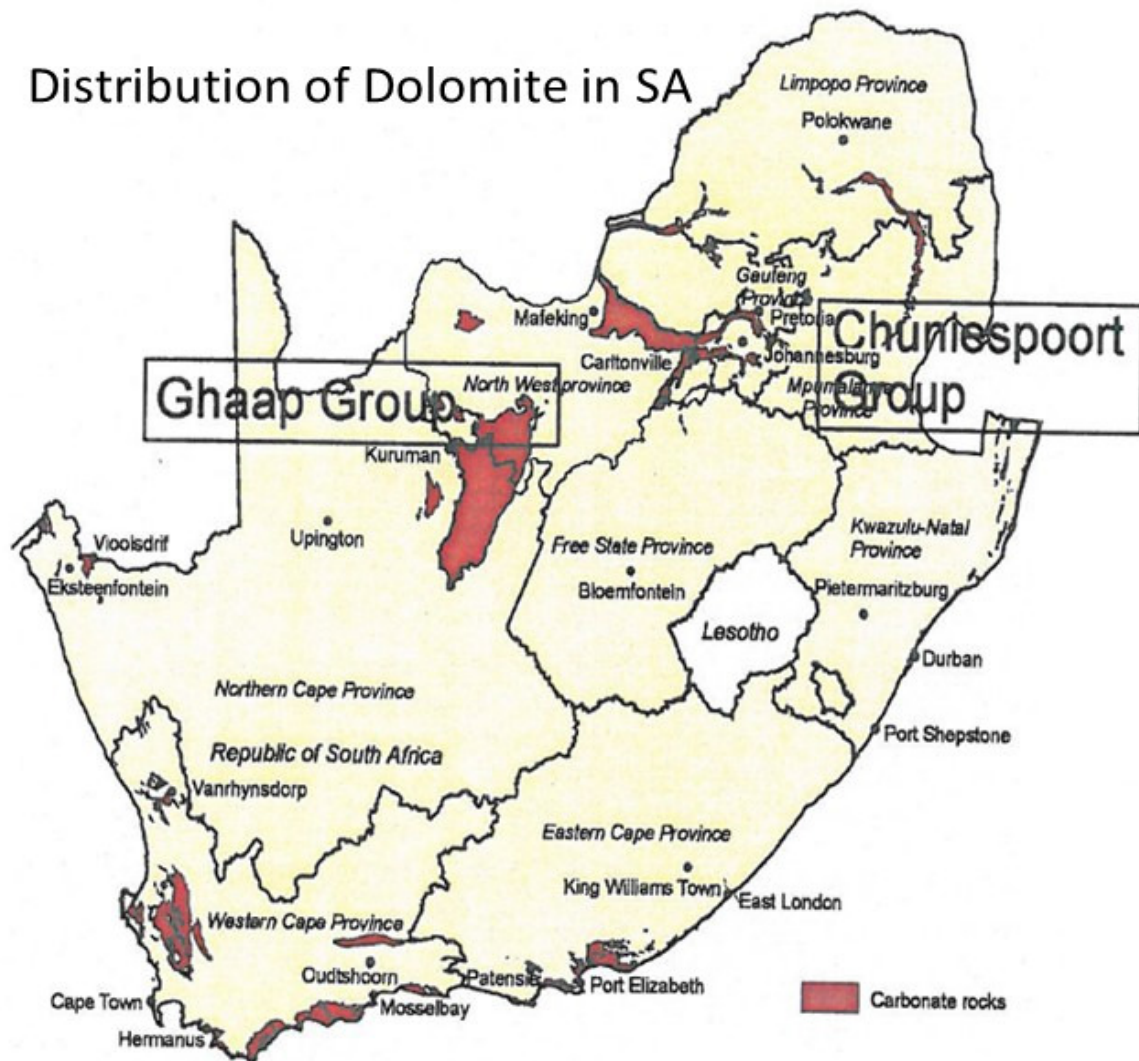 Distribution of Dolomite in SA
Limpopo Province
Polokwane
Gauteng
Province
Mafeking
Pretoria
Chuniespoort
Group
Carltonville
Johannesburg
Ghaap Group
North West province
Mpumalanga
Province
Kuruman
Upington
Free State Province
Bloemfontein
Kwazulu-Natal
Province
Pietermaritzburg
Vioolsdrif
Eksteenfontein
Lesotho
Durban
Northern Cape Province
Port Shepstone
Republic of South Africa
Vanrhynsdorp
Eastern Cape Province
King Williams Town
East London
Western Cape Province
Oudtshoorn
Patensie
Port Elizabeth
Cape Town
Mosselbay
Hermanus
Carbonate rocks